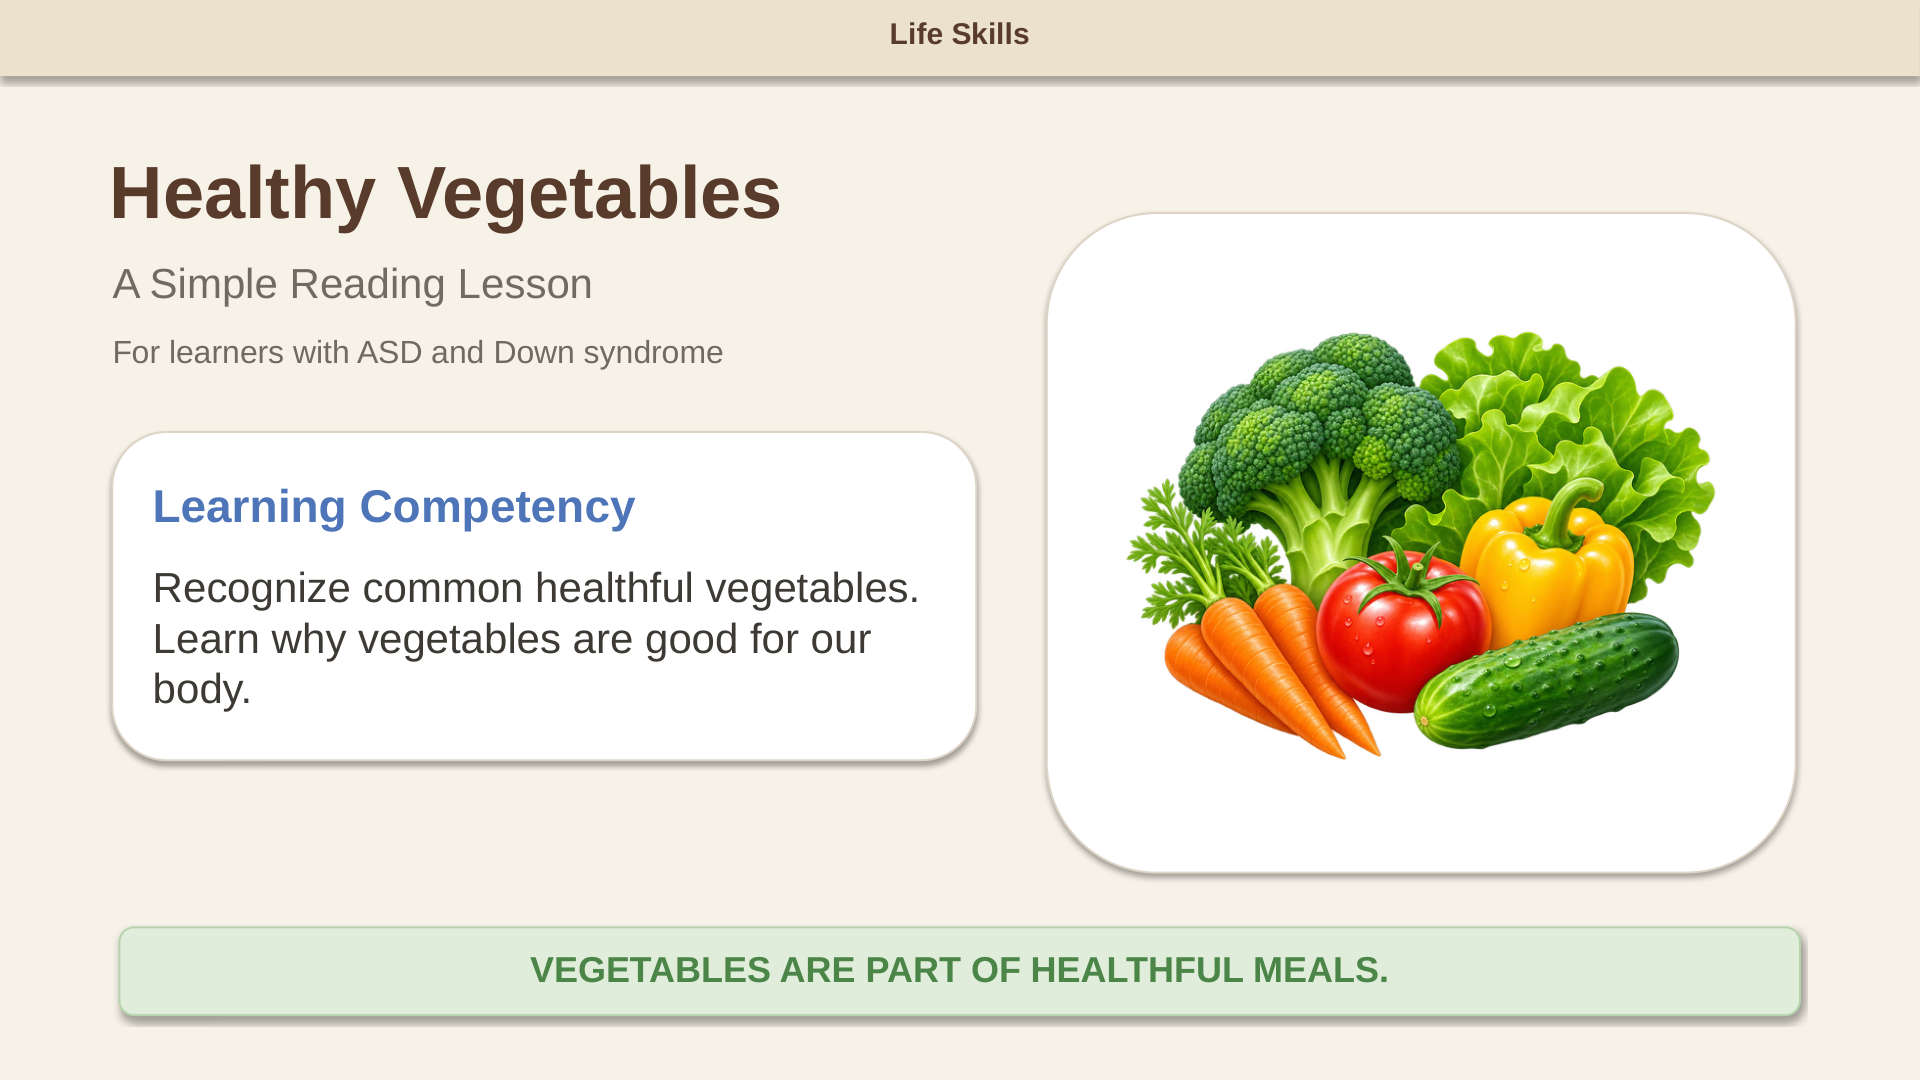 Life Skills
Healthy Vegetables
A Simple Reading Lesson
For learners with ASD and Down syndrome
Learning Competency
Recognize common healthful vegetables.
Learn why vegetables are good for our
body.
VEGETABLES ARE PART OF HEALTHFUL MEALS.